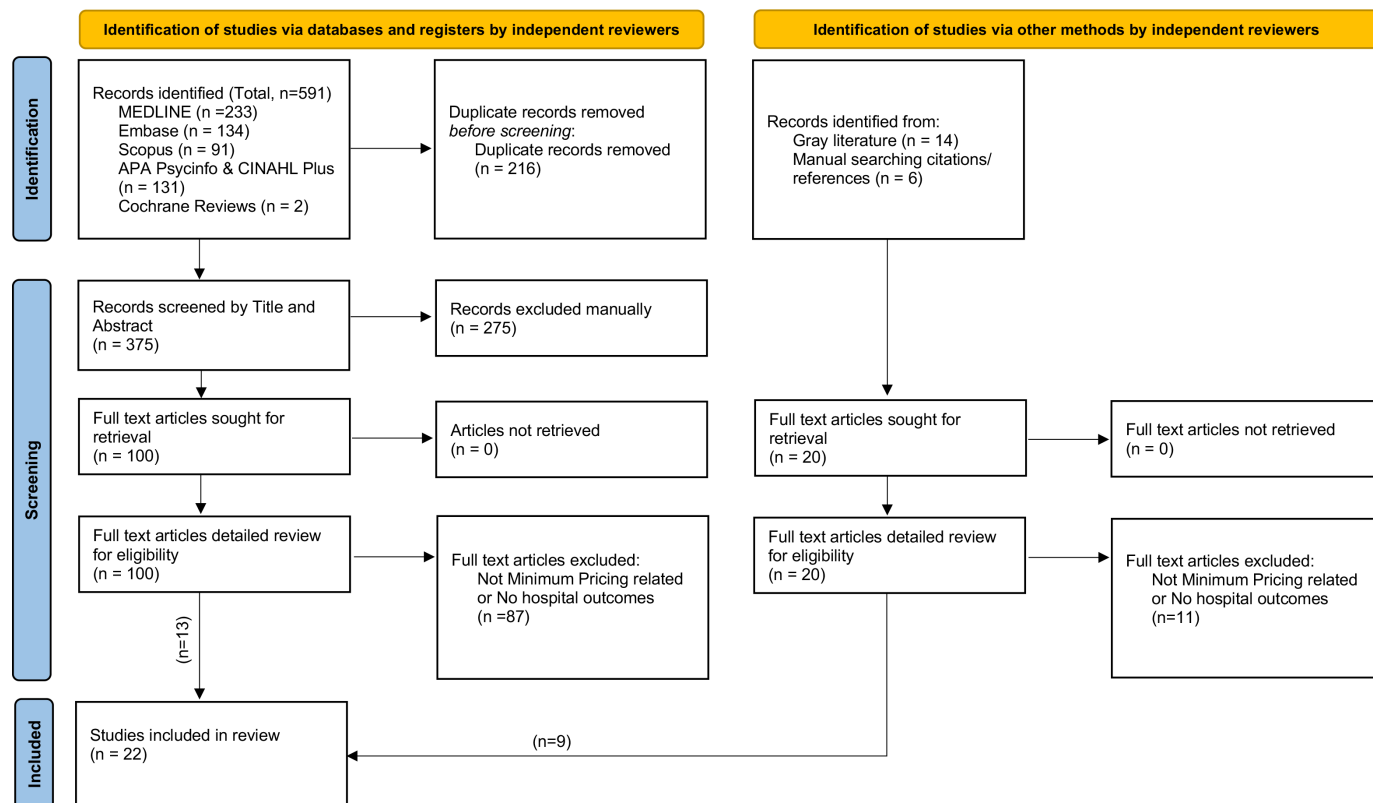 Identification of studies via databases and registers by independent reviewers
Identification of studies via other methods by independent reviewers
Identification
Records identified (Total, n=591)
MEDLINE (n =233)
Embase (n = 134)
Scopus (n = 91)
APA Psycinfo & CINAHL Plus
(n = 131)
Cochrane Reviews (n = 2)
Duplicate records removed
before screening:
Duplicate records removed
(n = 216)
Records identified from:
Gray literature (n = 14)
Manual searching citations/
references (n = 6)
Screening
Records screened by Title and
Abstract
(n = 375)
Records excluded manually
(n = 275)
Full text articles sought for
retrieval
(n = 100)
Articles not retrieved
(n = 0)
Full text articles sought for
retrieval
(n = 20)
Full text articles not retrieved
(n = 0)
Full text articles detailed review
for eligibility
(n = 100)
Full text articles excluded:
Not Minimum Pricing related
or No hospital outcomes
(n =87)
Full text articles detailed review
for eligibility
(n = 20)
Full text articles excluded:
Not Minimum Pricing related
or No hospital outcomes
(n=11)
(n=13)
Included
Studies included in review
(n = 22)
(n=9)